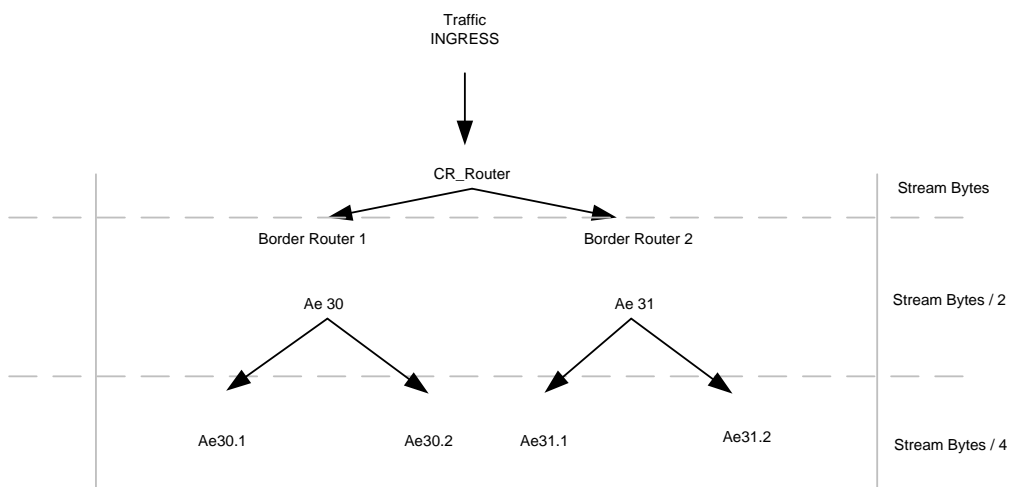 Traffic
INGRESS
CR_Router
Stream Bytes
Border Router 1
Border Router 2
Ae 30
Ae 31
Stream Bytes / 2
Ae30.1
Ae30.2
Ae31.1
Ae31.2
Stream Bytes / 4